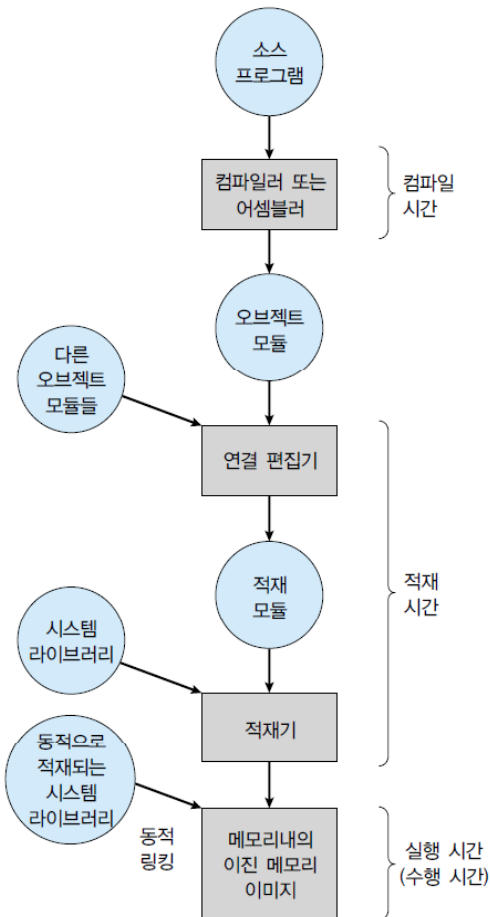 소스
프로그램
컴파일러 또는
어셈블러
컴파일
시간
오브젝트
모듈
다른
오브젝트
모듈들
연결 편집기
적재
모듈
적재
시간
시스템
라이브러리
적재기
동적으로
적재되는
시스템
라이브러리
동적
링킹
메모리내의
이진 메모리
이미지
실행 시간
(수행 시간)